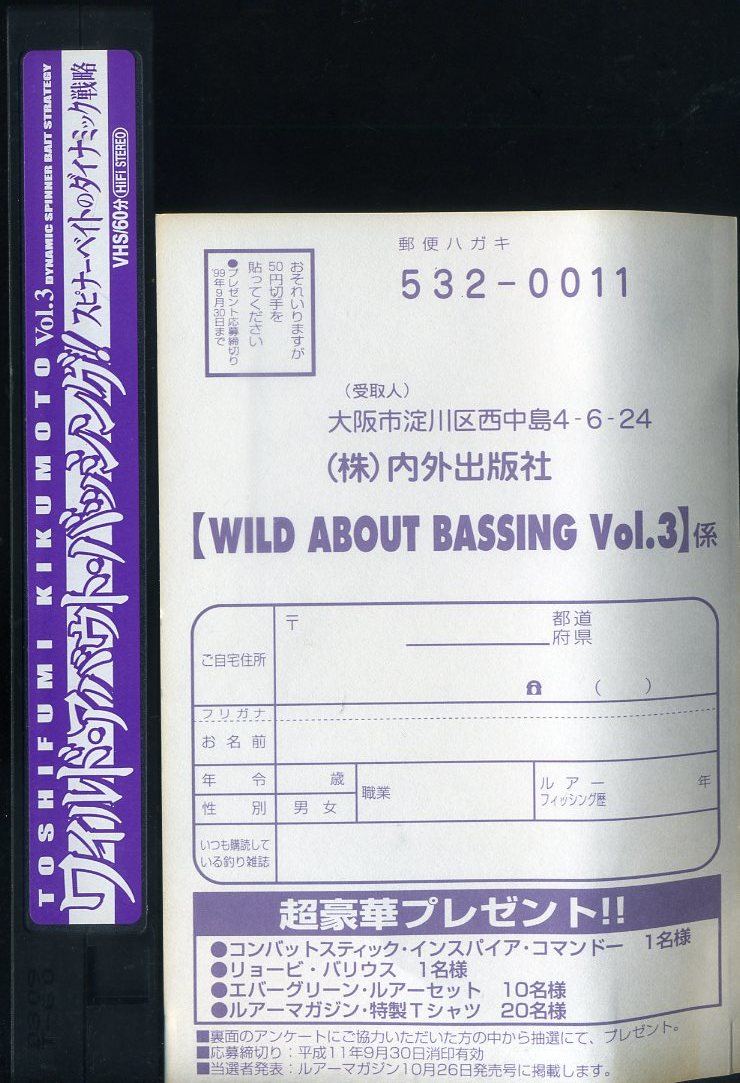 TOSHIFUMI KIKUMOTO Vol.3 DYNAMIC SPINNER BAIT STRATEGY
ワイルド・アバウト・バッシング!! スピナーベイトのダイナミック戦略
VHS/60分 HiFi STEREO
郵便ハガキ
532-0011
おそれいりますが
50円切手を
貼ってください
●プレゼント応募締切り
'99年9月30日まで
（受取人）
大阪市淀川区西中島4-6-24
(株)内外出版社
【WILD ABOUT BASSING Vol.3】係
ご自宅住所
〒
都道
府県
( )
フリガナ
お名前
年令
歳
職業
ルアー
フィッシング歴
年
性別
男 女
いつも購読して
いる釣り雑誌
超豪華プレゼント!!
●コンバットスティック・インスパイア・コマンドー 1名様
●リョービ・バリウス 1名様
●エバーグリーン・ルアーセット 10名様
●ルアーマガジン・特製Tシャツ 20名様
■裏面のアンケートにご協力いただいた方の中から抽選にて、プレゼント。
■応募締切り：平成11年9月30日消印有効
■当選者発表：ルアーマガジン10月26日発売号に掲載します。